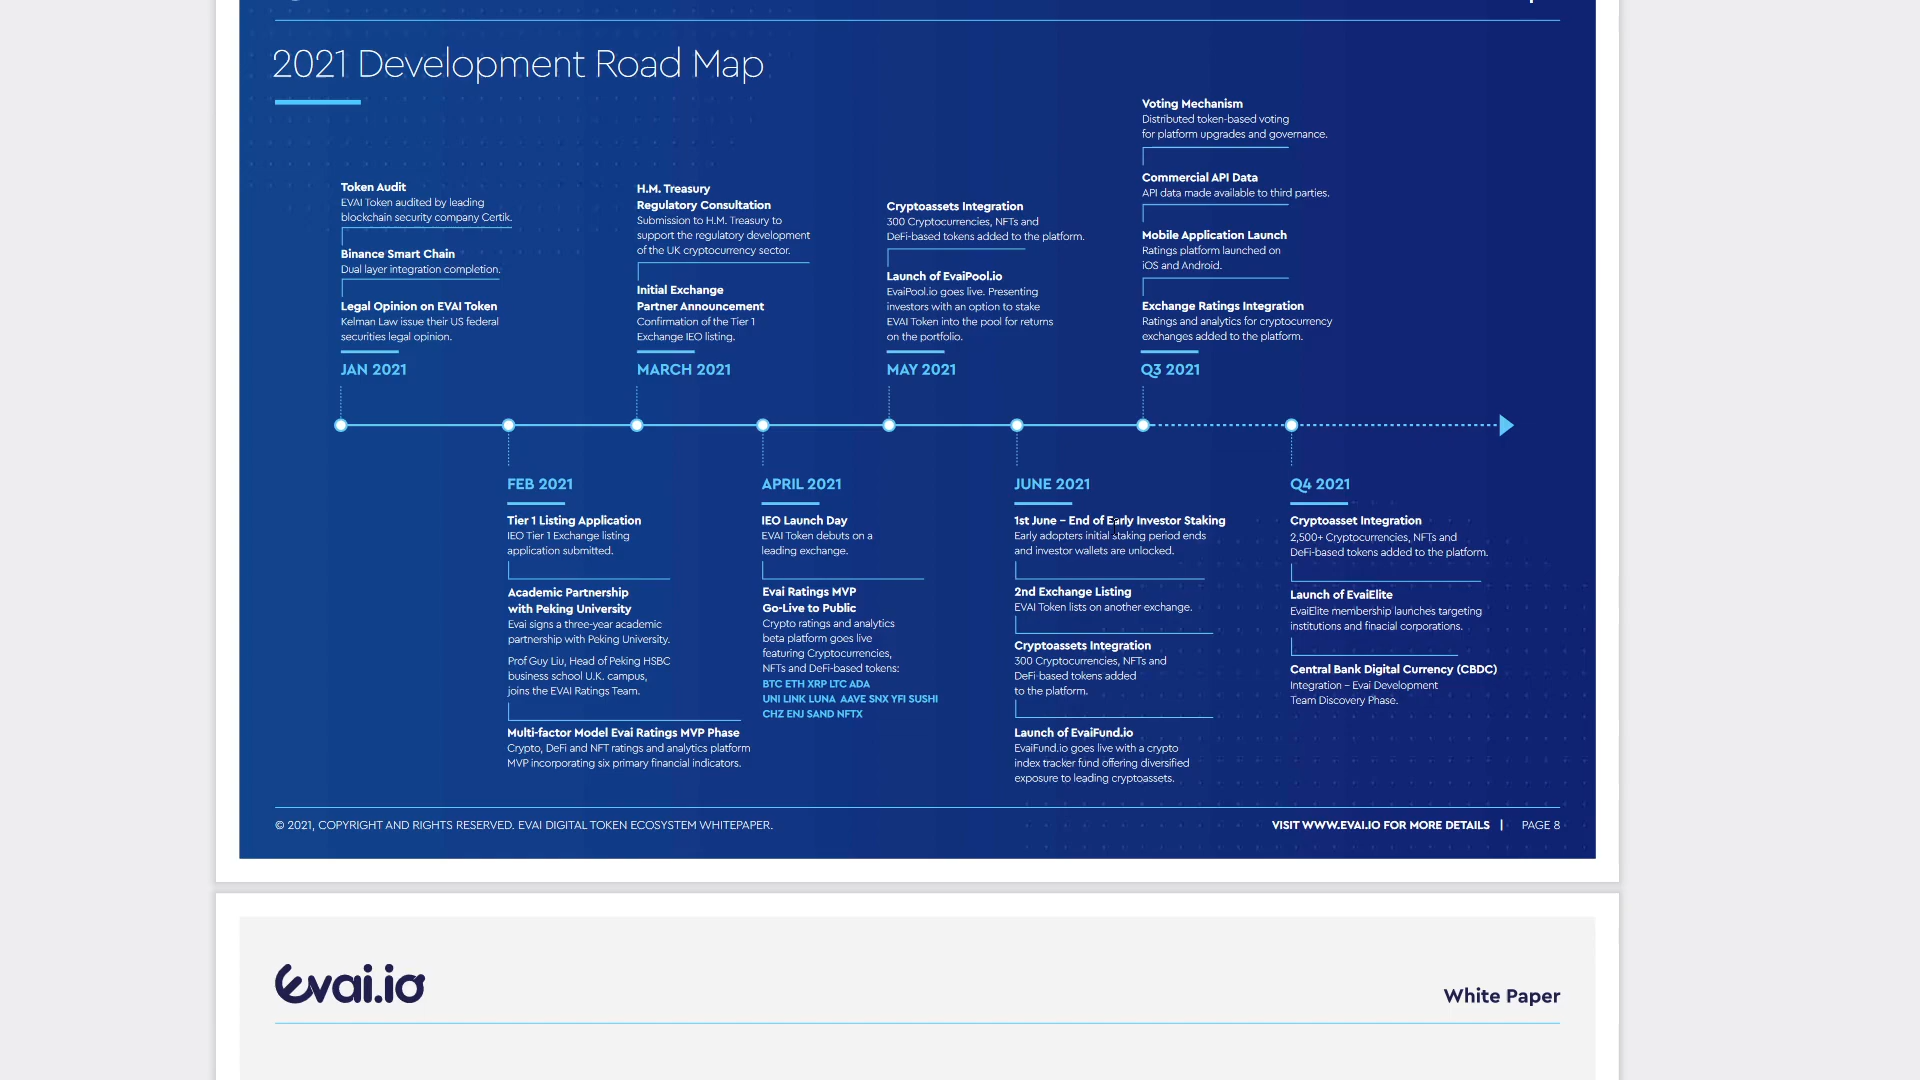 2021 Development Road Map
Token Audit
EVAI Token audited by leading
blockchain security company Certik.
Binance Smart Chain
Dual layer integration completion.
Legal Opinion on EVAI Token
Kelman Law issue their US federal
securities legal opinion.
JAN 2021
H.M. Treasury
Regulatory Consultation
Submission to H.M. Treasury to
support the regulatory development
of the UK cryptocurrency sector.
Initial Exchange
Partner Announcement
Confirmation of the Tier 1
Exchange IEO listing.
MARCH 2021
Cryptoassets Integration
300 Cryptocurrencies, NFTs and
DeFi-based tokens added to the platform.
Launch of EvaiPool.io
EvaiPool.io goes live. Presenting
investors with an option to stake
EVAI Token into the pool for returns
on the portfolio.
MAY 2021
Voting Mechanism
Distributed token-based voting
for platform upgrades and governance.
Commercial API Data
API data made available to third parties.
Mobile Application Launch
Ratings platform launched on
iOS and Android.
Exchange Ratings Integration
Ratings and analytics for cryptocurrency
exchanges added to the platform.
Q3 2021
FEB 2021
Tier 1 Listing Application
IEO Tier 1 Exchange listing
application submitted.
Academic Partnership
with Peking University
Evai signs a three-year academic
partnership with Peking University.
Prof Guy Liu, Head of Peking HSBC
business school U.K. campus,
joins the EVAI Ratings Team.
Multi-factor Model Evai Ratings MVP Phase
Crypto, DeFi and NFT ratings and analytics platform
MVP incorporating six primary financial indicators.
APRIL 2021
IEO Launch Day
EVAI Token debuts on a
leading exchange.
Evai Ratings MVP
Go-Live to Public
Crypto ratings and analytics
beta platform goes live
featuring Cryptocurrencies,
NFTs and DeFi-based tokens:
BTC ETH XRP LTC ADA
UNI LINK LUNA AAVE SNX YFI SUSHI
CHZ ENJ SAND NFTX
JUNE 2021
1st June – End of Early Investor Staking
Early adopters initial staking period ends
and investor wallets are unlocked.
2nd Exchange Listing
EVAI Token lists on another exchange.
Cryptoassets Integration
300 Cryptocurrencies, NFTs and
DeFi-based tokens added
to the platform.
Launch of EvaiFund.io
EvaiFund.io goes live with a crypto
index tracker fund offering diversified
exposure to leading cryptoassets.
Q4 2021
Cryptoasset Integration
2,500+ Cryptocurrencies, NFTs and
DeFi-based tokens added to the platform.
Launch of EvaiElite
EvaiElite membership launches targeting
institutions and finacial corporations.
Central Bank Digital Currency (CBDC)
Integration – Evai Development
Team Discovery Phase.
© 2021, COPYRIGHT AND RIGHTS RESERVED. EVAI DIGITAL TOKEN ECOSYSTEM WHITEPAPER.
VISIT WWW.EVAI.IO FOR MORE DETAILS | PAGE 8
Evai.io
White Paper